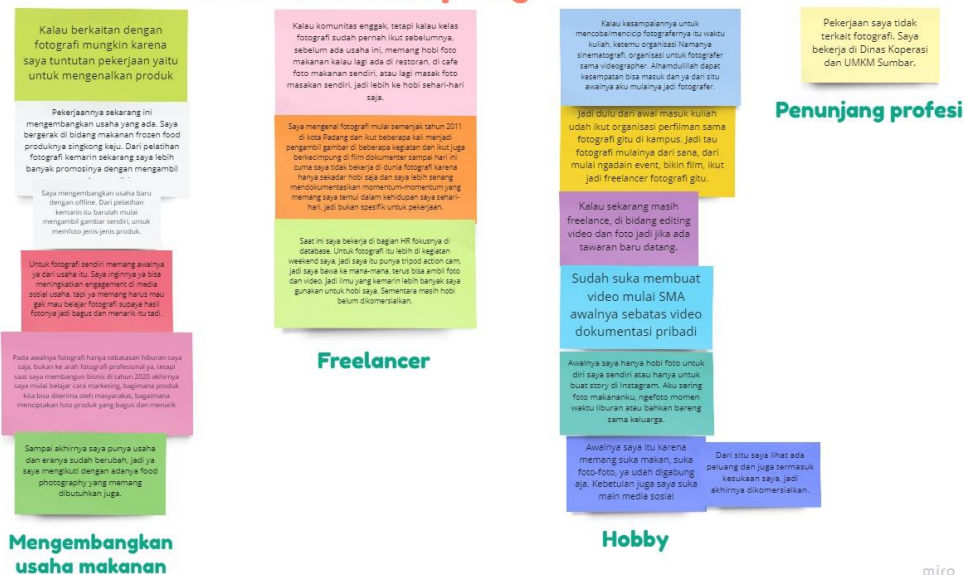 Kalau berkaitan dengan
fotografi mungkin karena
saya tuntutan pekerjaan yaitu
untuk mengenalkan produk
Pekerjaannya sekarang ini
mengembangkan usaha yang ada. Saya
bergerak di bidang makanan frozen food
produknya singkong keju. Dari pelatihan
fotografi kemarin sekarang saya lebih
banyak promosinya dengan mengambil
Saya mengembangkan usaha baru
dengan offline. Dari pelatihan
kemarin itu barulah mulai
mengambil gambar sendiri, untuk
memfoto jenis-jenis produk.
Untuk fotografi sendiri memang awalnya
ya dari usaha itu. Saya inginnya ya bisa
meningkatkan engagement di media
sosial usaha, tapi ya memang harus mau
gak mau belajar fotografi supaya hasil
fotonya jadi bagus dan menarik itu tadi.
Pada awalnya fotografi hanya sebatasan hiburan saya
saja, bukan ke arah fotografi profesional ya, tetapi
saat saya membangun bisnis di tahun 2020 akhirnya
saya mulai belajar cara marketing, bagimana produk
kita bisa diterima oleh masyarakat, bagaimana
menciptakan foto produk yang bagus dan menarik
Sampai akhirnya saya punya usaha
dan eranya sudah berubah, jadi ya
saya mengikuti dengan adanya food
photography yang memang
dibutuhkan juga.
Mengembangkan
usaha makanan
Kalau komunitas enggak, tetapi kalau kelas
fotografi sudah pernah ikut sebelumnya,
sebelum ada usaha ini, memang hobi foto
makanan kalau lagi ada di restoran, di cafe
foto makanan sendiri, atau lagi masak foto
masakan sendiri, jadi lebih ke hobi sehari-hari
saja.
Saya mengenal fotografi mulai semenjak tahun 2011
di kota Padang dan ikut beberapa kali menjadi
pengambil gambar di beberapa kegiatan dan ikut juga
berkecimpung di film dokumenter sampai hari ini
cuma saya tidak bekerja di dunia fotografi karena
hanya sekadar hobi saja dan saya lebih senang
mendokumentasikan momentum-momentum yang
memang saya temui dalam kehidupan saya sehari-
hari, jadi bukan spesifik untuk pekerjaan.
Saat ini saya bekerja di bagian HR fokusnya di
database. Untuk fotografi itu lebih di kegiatan
weekend saya, jadi saya itu punya tripod action cam,
jadi saya bawa ke mana-mana, terus bisa ambil foto
dan video. Jadi ilmu yang kemarin lebih banyak saya
gunakan untuk hobi saya. Sementara masih hobi
belum dikomersialkan.
Freelancer
Kalau kesampaiannya untuk
mencoba/mencicip fotografernya itu waktu
kuliah, ketemu organisasi Namanya
sinematografi, organisasi untuk fotografer
sama videographer. Alhamdulillah dapat
kesempatan bisa masuk dan ya dari situ
awalnya aku mulainya jadi fotografer.
Jadi dulu dari awal masuk kuliah
udah ikut organisasi perfilman sama
fotografi gitu di kampus. Jadi tau
fotografi mulainya dari sana, dari
mulai ngadain event, bikin film, ikut
jadi freelancer fotografi gitu.
Kalau sekarang masih
freelance, di bidang editing
video dan foto jadi jika ada
tawaran baru datang.
Sudah suka membuat
video mulai SMA
awalnya sebatas video
dokumentasi pribadi
Awalnya saya hanya hobi foto untuk
diri saya sendiri atau hanya untuk
buat story di Instagram. Aku sering
foto makananku, ngefoto momen
waktu liburan atau bahkan bareng
sama keluarga.
Awalnya saya itu karena
memang suka makan, suka
foto-foto, ya udah digabung
aja. Kebetulan juga saya suka
main media sosial
Dari situ saya lihat ada
peluang dan juga termasuk
kesukaan saya, jadi
akhirnya dikomersialkan.
Hobby
Pekerjaan saya tidak
terkait fotografi. Saya
bekerja di Dinas Koperasi
dan UMKM Sumbar.
Penunjang profesi
miro